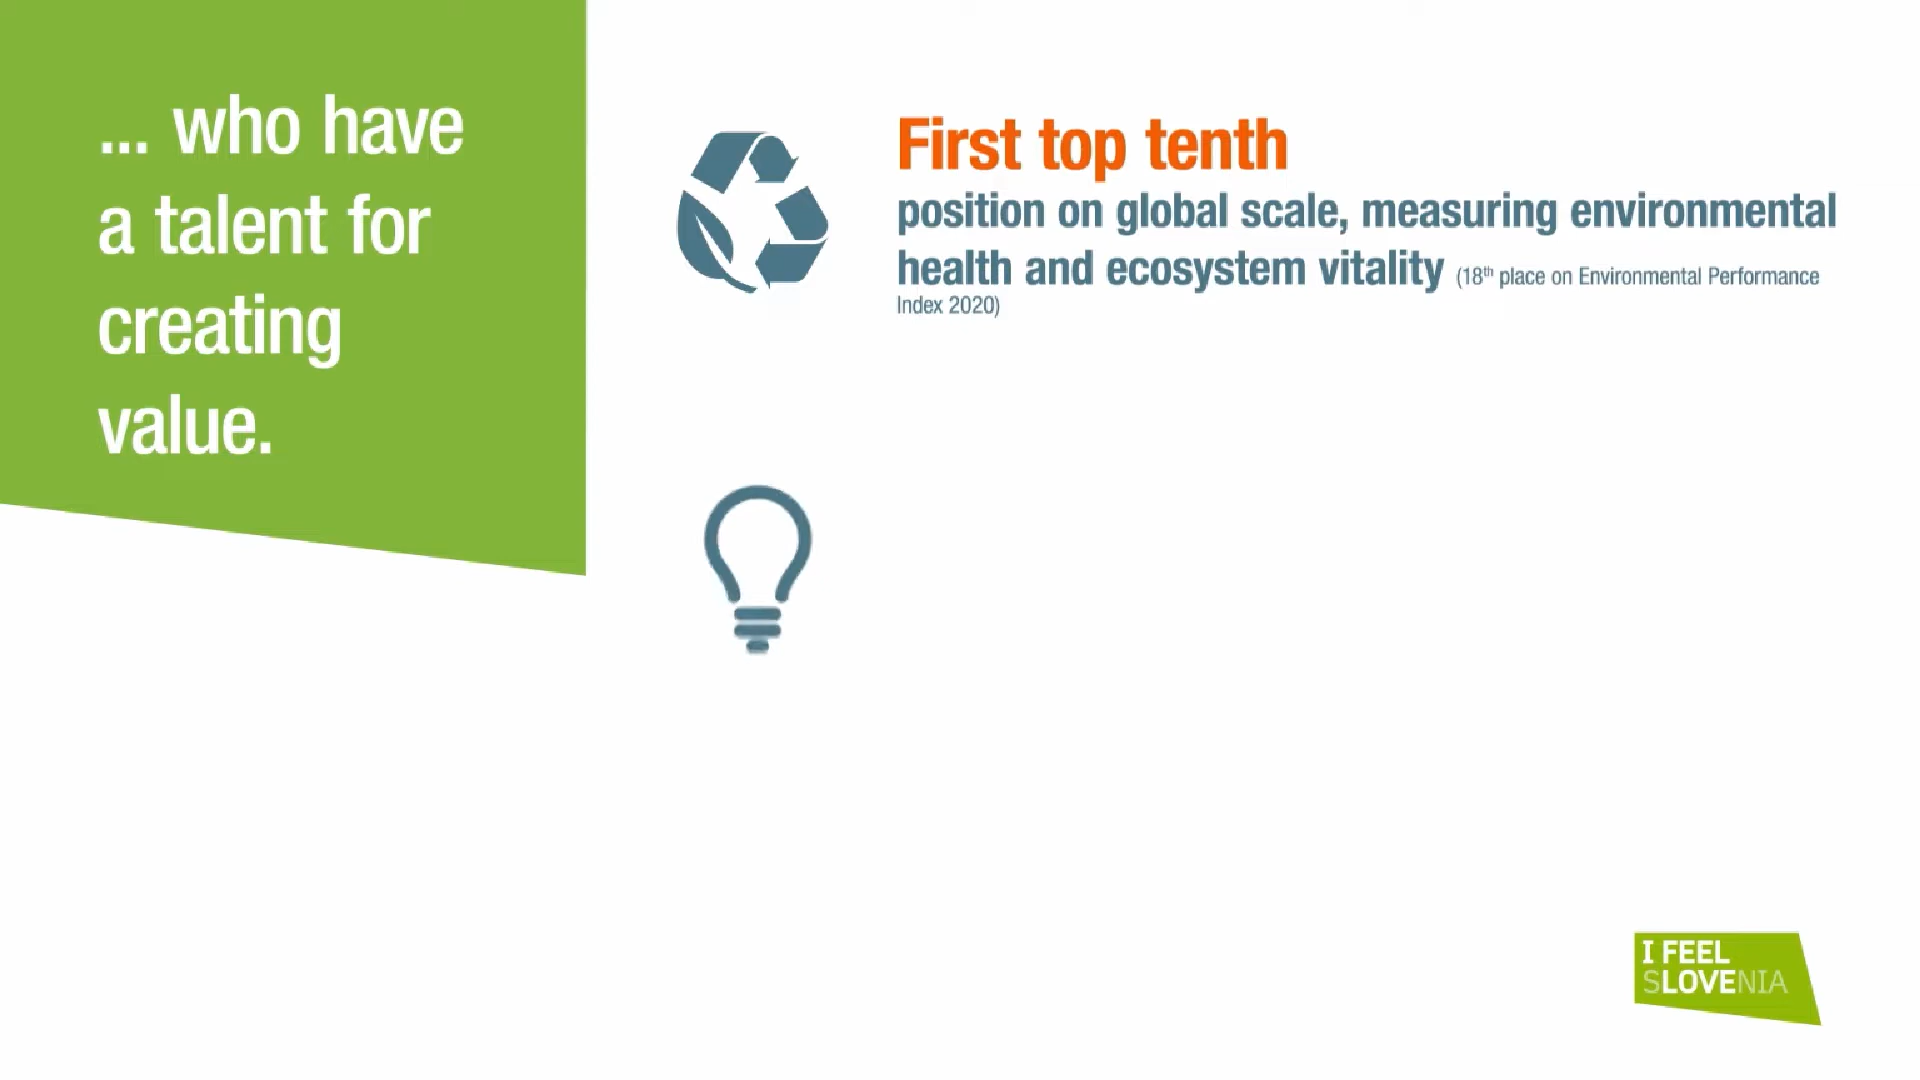 ... who have
a talent for
creating
value.
First top tenth
position on global scale, measuring environmental
health and ecosystem vitality (18th place on Environmental Performance
Index 2020)
I FEEL
SLOVENIA